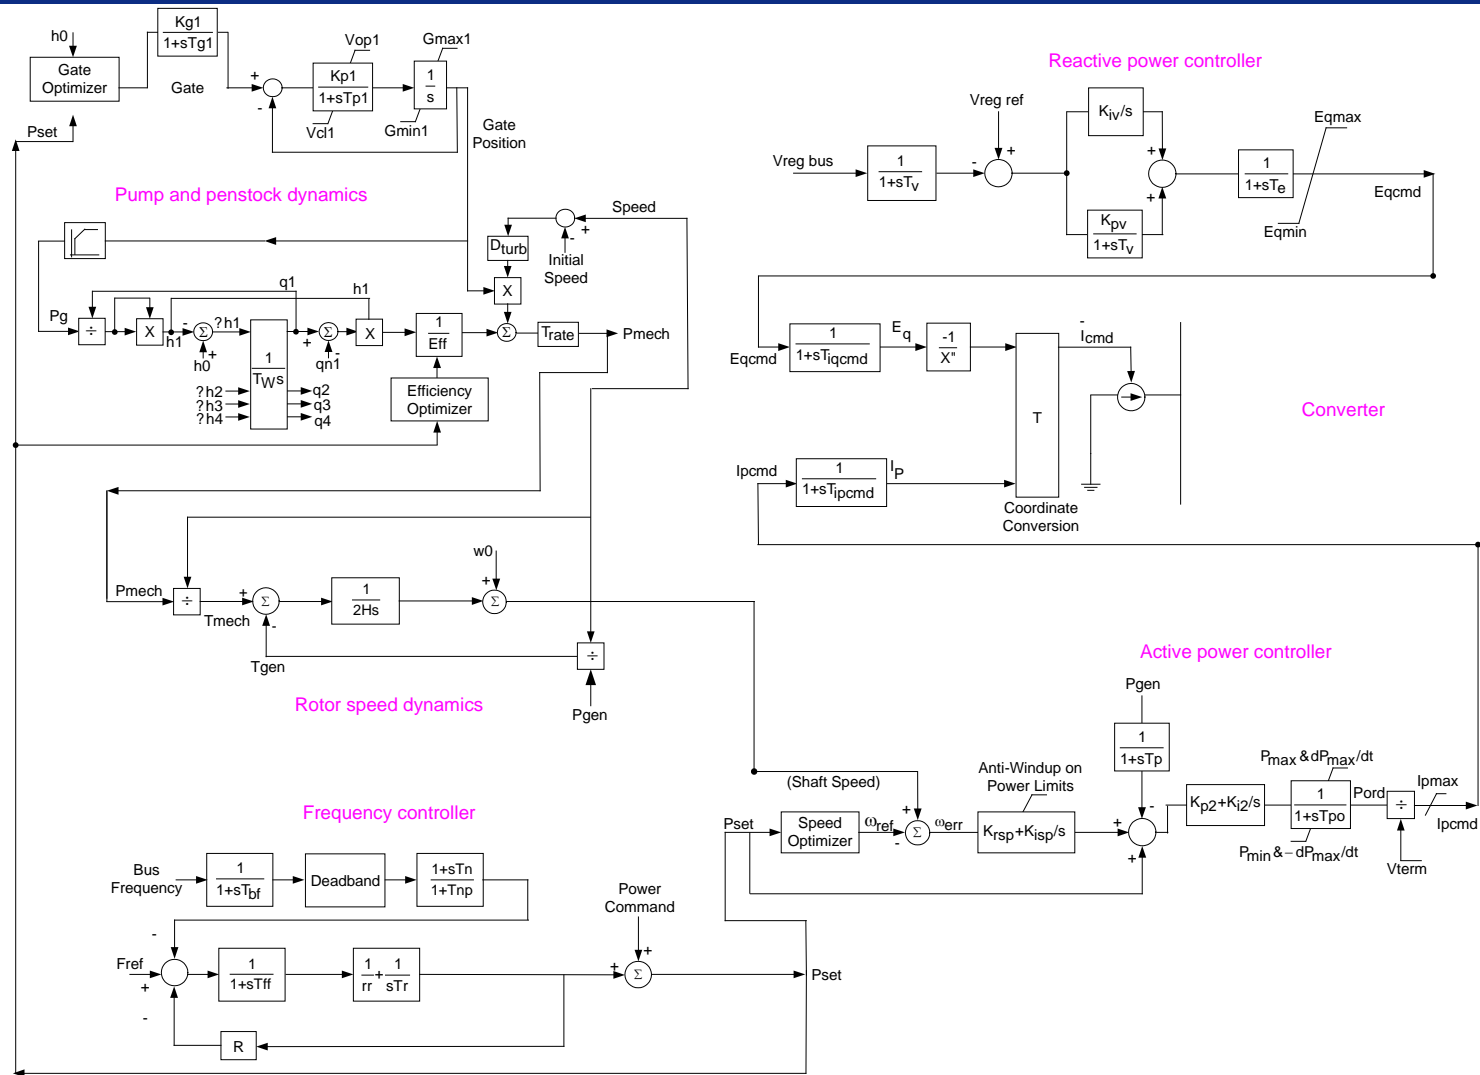 h0
Gate
Optimizer
Kg1
1+sTg1
Gate
Pset
+
-
Vop1
Kp1
1+sTp1
Vcl1
Gmax1
1
s
Gmin1
Gate
Position
Pump and penstock dynamics
Speed
+
-
Initial
Speed
Dturb
X
Pg
÷
X
h1
-
Σ
+
h0
?h1
q1
h1
1
TWs
?h2
?h3
?h4
q2
q3
q4
+
Σ
-
qn1
X
1
Eff
Efficiency
Optimizer
Σ
Trate
Pmech
Pmech
÷
Tmech
+
Σ
-
Tgen
1
2Hs
w0
+
Σ
÷
Pgen
Rotor speed dynamics
Frequency controller
Bus
Frequency
1
1+sTbf
Deadband
1+sTn
1+Tnp
-
Fref
+
-
1
1+sTff
1
rr
+
1
sTr
R
Power
Command
+
+
Σ
Pset
Reactive power controller
Vreg ref
Vreg bus
1
1+sTv
-
+
Kiv/s
Kpv
1+sTv
+
+
1
1+sTe
Eqmax
Eqmin
Eqcmd
Eqcmd
1
1+sTiqcmd
Eq
-1
X"
T
-
Icmd
Converter
Ipcmd
1
1+sTipcmd
IP
Coordinate
Conversion
Active power controller
Pgen
1
1+sTp
(Shaft Speed)
Pset
Speed
Optimizer
ωref
+
-
Σ
ωerr
Anti-Windup on
Power Limits
Krsp+Kisp/s
+
-
+
Kp2+Ki2/s
Pmax & dPmax/dt
1
1+sTpo
Pmin & -dPmax/dt
Pord
÷
Vterm
Ipmax
Ipcmd